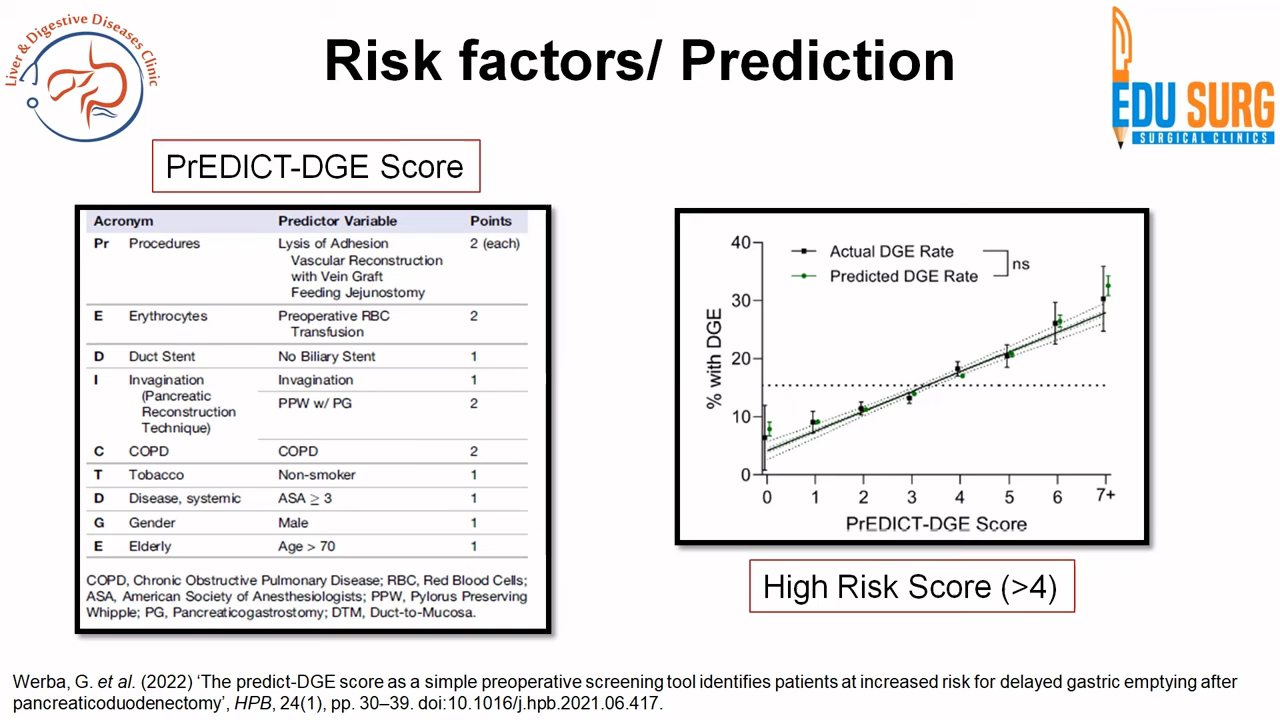 Liver & Digestive Diseases Clinic
Risk factors/ Prediction
EDU SURG
SURGICAL CLINICS
PrEDICT-DGE Score
Acronym Predictor Variable Points
Pr Procedures Lysis of Adhesion 2 (each)
Vascular Reconstruction
with Vein Graft
Feeding Jejunostomy
E Erythrocytes Preoperative RBC 2
Transfusion
D Duct Stent No Biliary Stent 1
I Invagination Invagination 1
(Pancreatic
Reconstruction PPW w/ PG 2
Technique)
C COPD COPD 2
T Tobacco Non-smoker 1
D Disease, systemic ASA ≥ 3 1
G Gender Male 1
E Elderly Age > 70 1
COPD, Chronic Obstructive Pulmonary Disease; RBC, Red Blood Cells;
ASA, American Society of Anesthesiologists; PPW, Pylorus Preserving
Whipple; PG, Pancreaticogastrostomy; DTM, Duct-to-Mucosa.
% with DGE
40
30
20
10
0
Actual DGE Rate
Predicted DGE Rate
ns
0 1 2 3 4 5 6 7+
PrEDICT-DGE Score
High Risk Score (>4)
Werba, G. et al. (2022) ‘The predict-DGE score as a simple preoperative screening tool identifies patients at increased risk for delayed gastric emptying after
pancreaticoduodenectomy’, HPB, 24(1), pp. 30–39. doi:10.1016/j.hpb.2021.06.417.